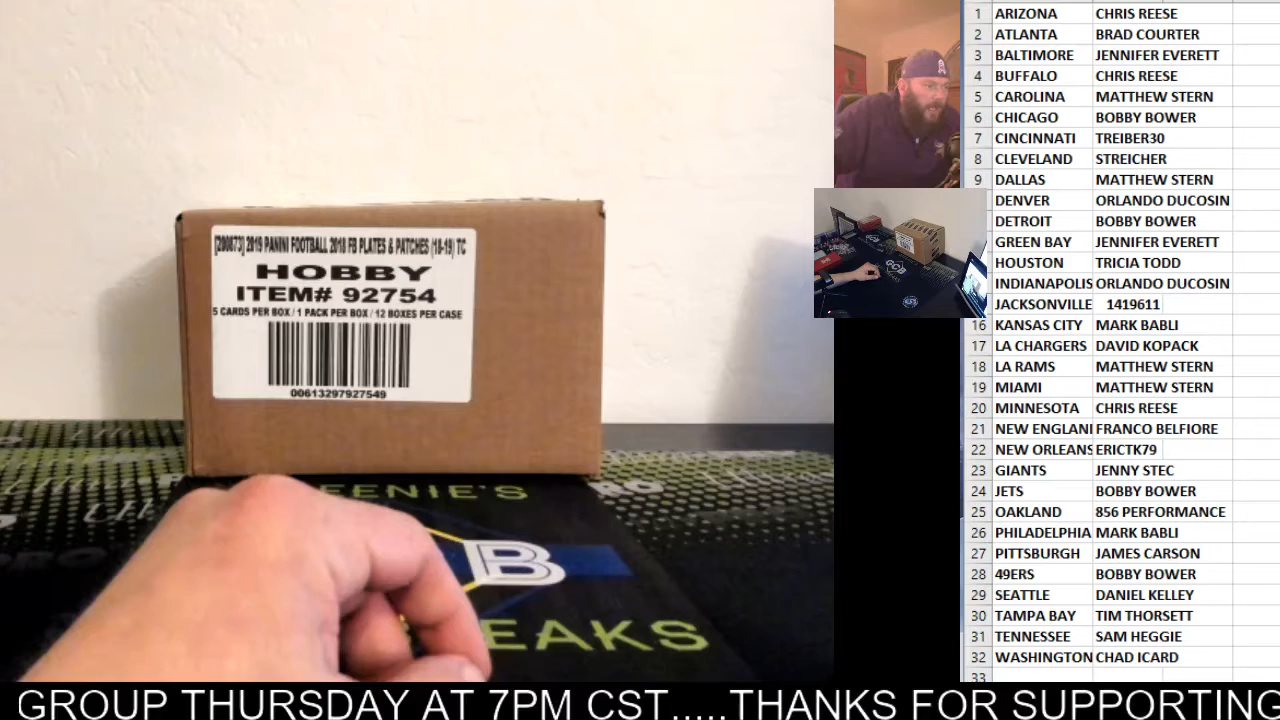 [200873] 2019 PANINI FOOTBALL 2018 FB PLATES & PATCHES (18-19) TC
HOBBY
ITEM# 92754
5 CARDS PER BOX / 1 PACK PER BOX / 12 BOXES PER CASE
00613297927549
EENIE'S
B
EAKS
GCB
1 ARIZONA CHRIS REESE
2 ATLANTA BRAD COURTER
3 BALTIMORE JENNIFER EVERETT
4 BUFFALO CHRIS REESE
5 CAROLINA MATTHEW STERN
6 CHICAGO BOBBY BOWER
7 CINCINNATI TREIBER30
8 CLEVELAND STREICHER
9 DALLAS MATTHEW STERN
DENVER ORLANDO DUCOSIN
DETROIT BOBBY BOWER
GREEN BAY JENNIFER EVERETT
HOUSTON TRICIA TODD
INDIANAPOLIS ORLANDO DUCOSIN
JACKSONVILLE 1419611
16 KANSAS CITY MARK BABLI
17 LA CHARGERS DAVID KOPACK
18 LA RAMS MATTHEW STERN
19 MIAMI MATTHEW STERN
20 MINNESOTA CHRIS REESE
21 NEW ENGLAN FRANCO BELFIORE
22 NEW ORLEANS ERICTK79
23 GIANTS JENNY STEC
24 JETS BOBBY BOWER
25 OAKLAND 856 PERFORMANCE
26 PHILADELPHIA MARK BABLI
27 PITTSBURGH JAMES CARSON
28 49ERS BOBBY BOWER
29 SEATTLE DANIEL KELLEY
30 TAMPA BAY TIM THORSETT
31 TENNESSEE SAM HEGGIE
32 WASHINGTON CHAD ICARD
33
GROUP THURSDAY AT 7PM CST.....THANKS FOR SUPPORTING